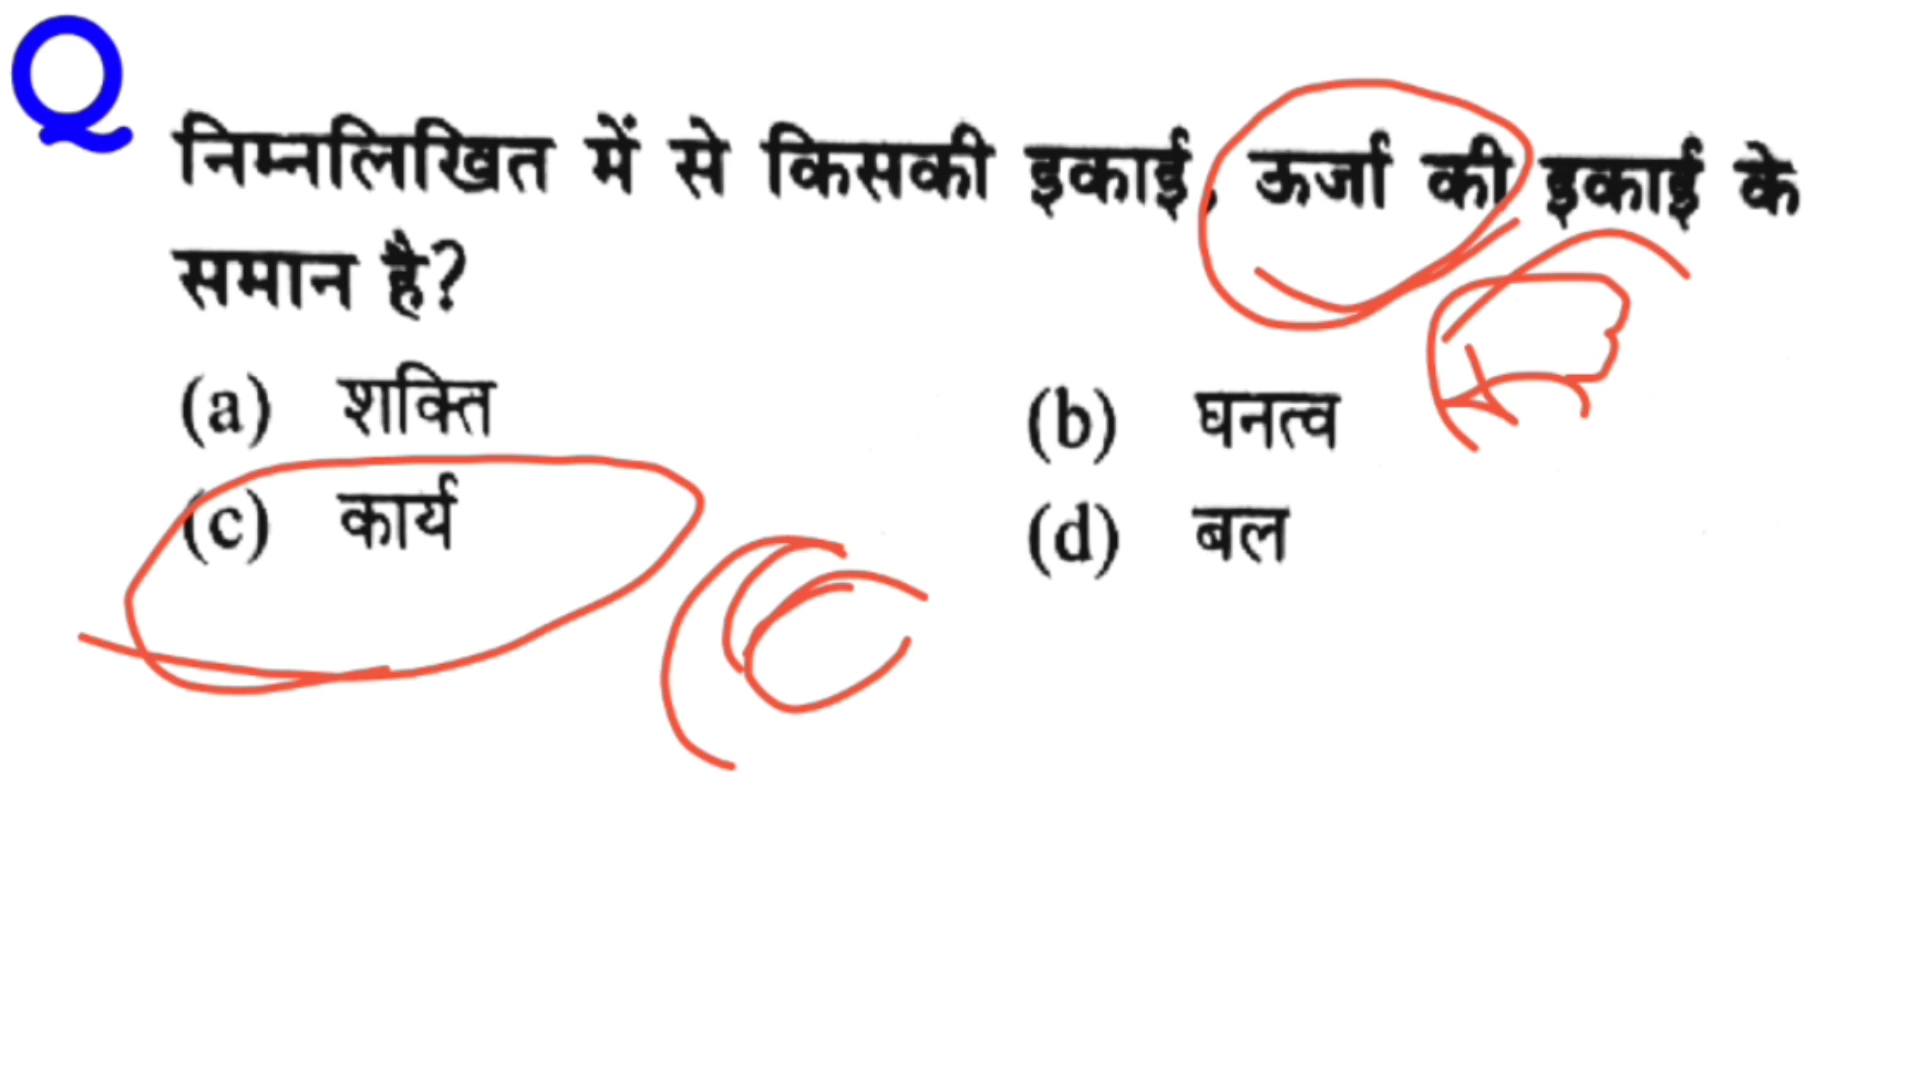 Q
निम्नलिखित में से किसकी इकाई, ऊर्जा की इकाई के
समान है?
(a) शक्ति (b) घनत्व
(c) कार्य (d) बल